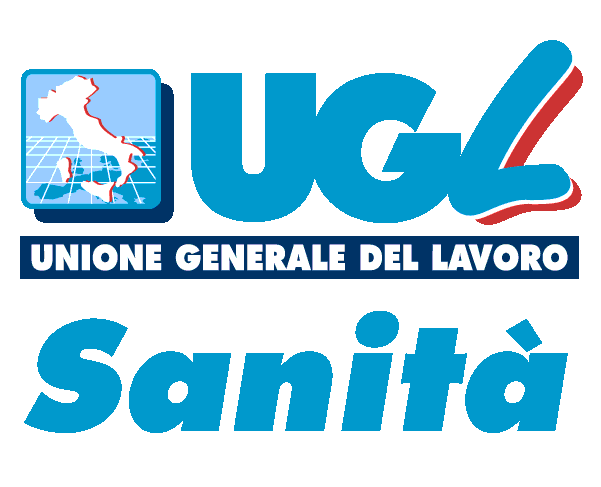 UGL
UNIONE GENERALE DEL LAVORO
Sanità